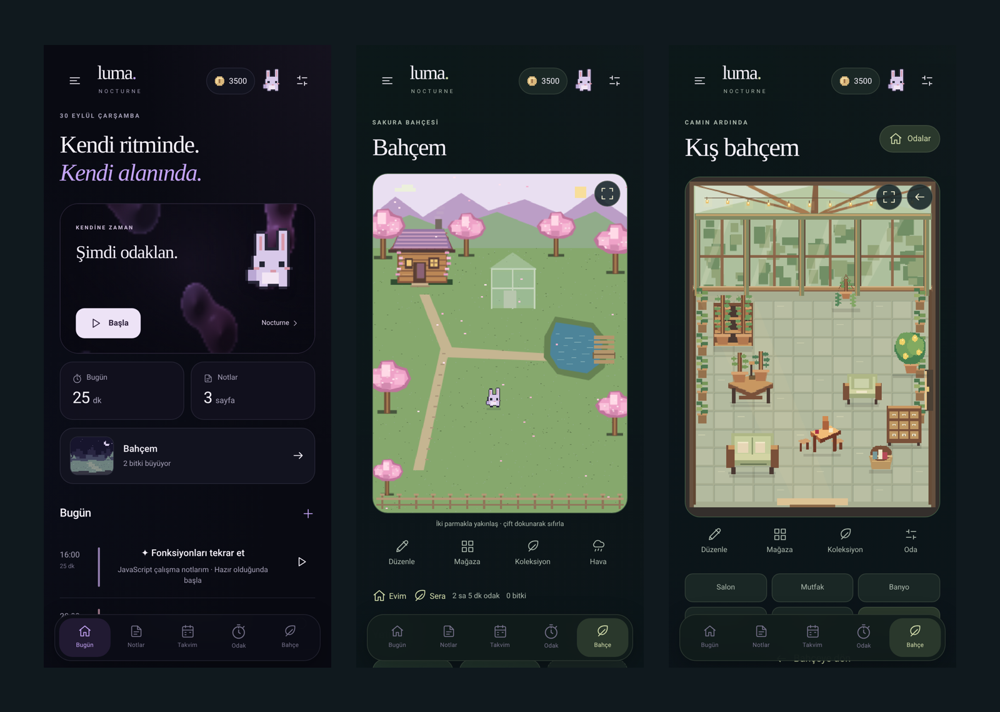 luma.
NOCTURNE
3500
30 EYLÜL ÇARŞAMBA
Kendi ritminde.
Kendi alanında.
KENDİNE ZAMAN
Şimdi odaklan.
Başla
Nocturne
Bugün
25 dk
Notlar
3 sayfa
Bahçem
2 bitki büyüyor
Bugün
16:00
25 dk
✦ Fonksiyonları tekrar et
JavaScript çalışma notlarım · Hazır olduğunda
başla
Bugün
Notlar
Takvim
Odak
Bahçe
luma.
NOCTURNE
3500
SAKURA BAHÇESİ
Bahçem
İki parmakla yakınlaş · çift dokunarak sıfırla
Düzenle
Mağaza
Koleksiyon
Hava
Evim
Sera
2 sa 5 dk odak
0 bitki
Bugün
Notlar
Takvim
Odak
Bahçe
luma.
NOCTURNE
3500
CAMIN ARDINDA
Kış bahçem
Odalar
Düzenle
Mağaza
Koleksiyon
Oda
Salon
Mutfak
Banyo
Bugün
Notlar
Takvim
Odak
Bahçe